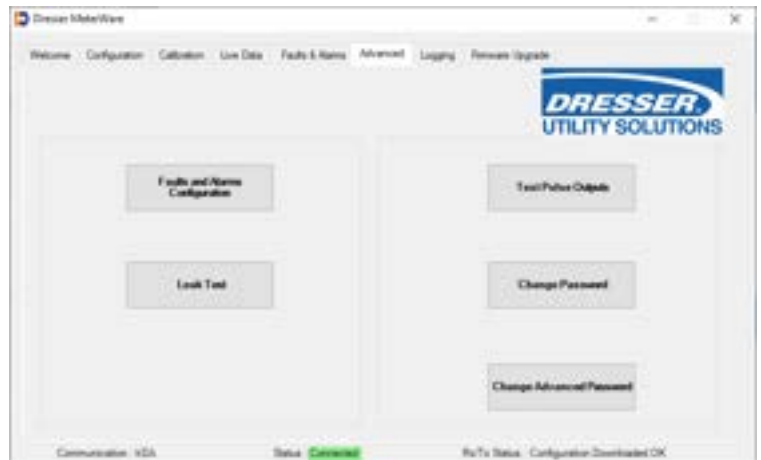 Dresser MeterWare
Welcome Configuration Calibration Live Data Faults & Alarms Advanced Logging Firmware Upgrade
DRESSER
UTILITY SOLUTIONS
Faults and Alarms
Configuration
Test Pulse Outputs
Leak Test
Change Password
Change Advanced Password
Communication: IrDA Status: Connected Rx/Tx Status: Configuration Downloaded OK